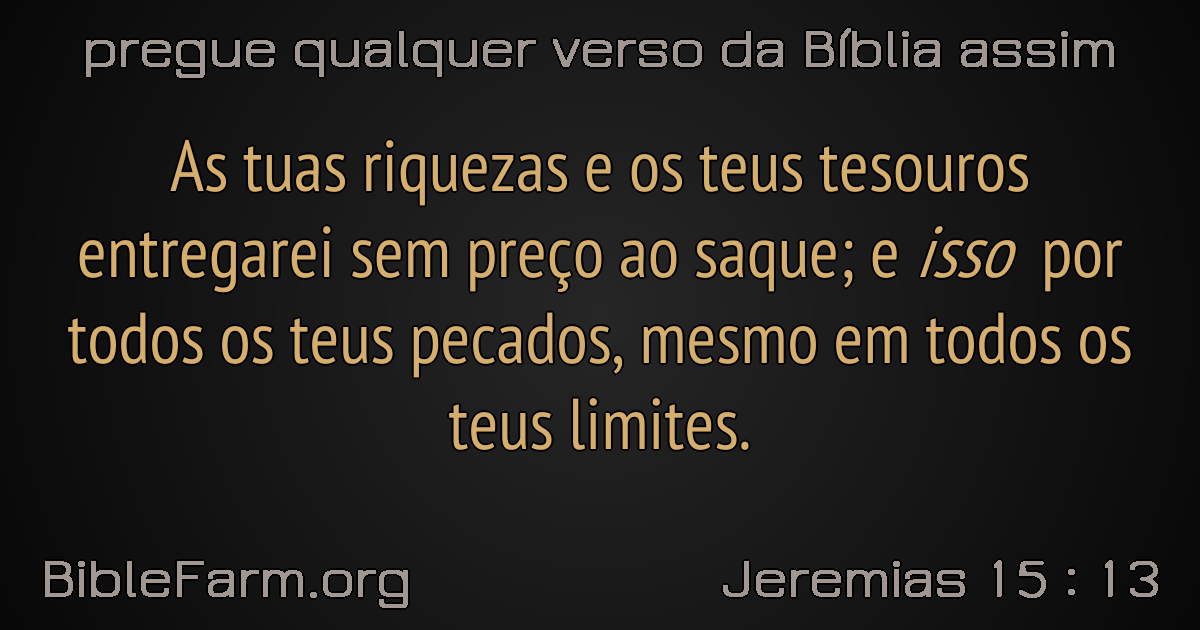 pregue qualquer verso da Bíblia assim
As tuas riquezas e os teus tesouros
entregarei sem preço ao saque; e isso por
todos os teus pecados, mesmo em todos os
teus limites.
BibleFarm.org
Jeremias 15 : 13